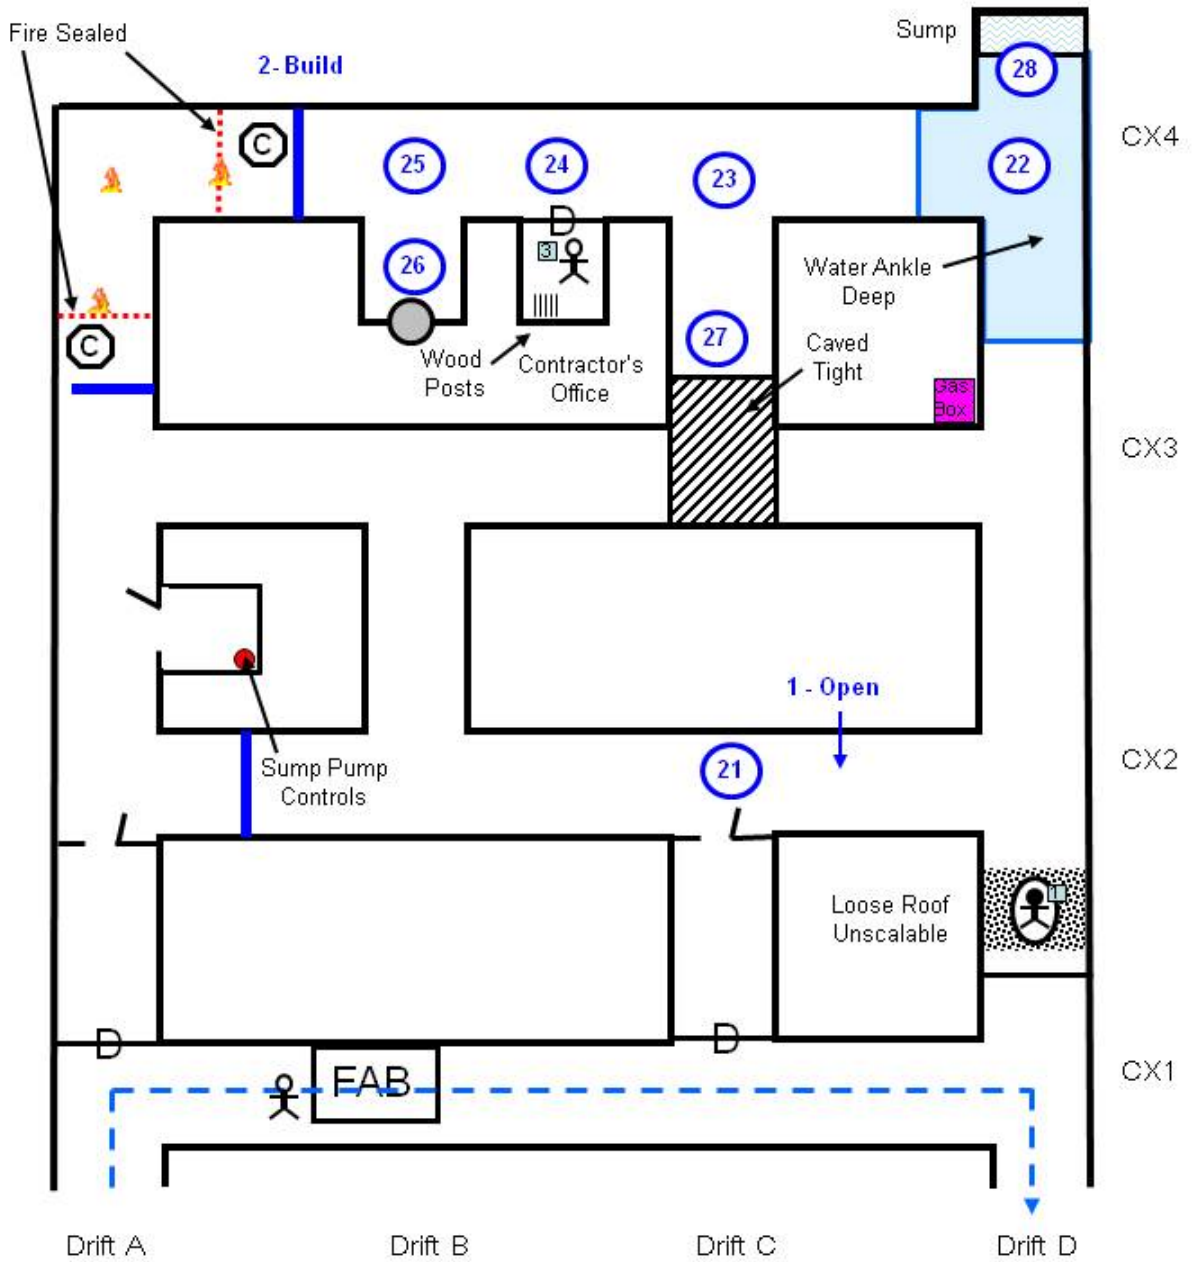 Fire Sealed
2- Build
Sump
28
C
CX4
25
24
23
22
D
3
26
Water Ankle
Deep
27
C
Wood
Posts
Contractor's
Office
Caved
Tight
Gas
Box
CX3
1 - Open
21
CX2
Sump Pump
Controls
1
Loose Roof
Unscalable
D
D
FAB
CX1
Drift A
Drift B
Drift C
Drift D